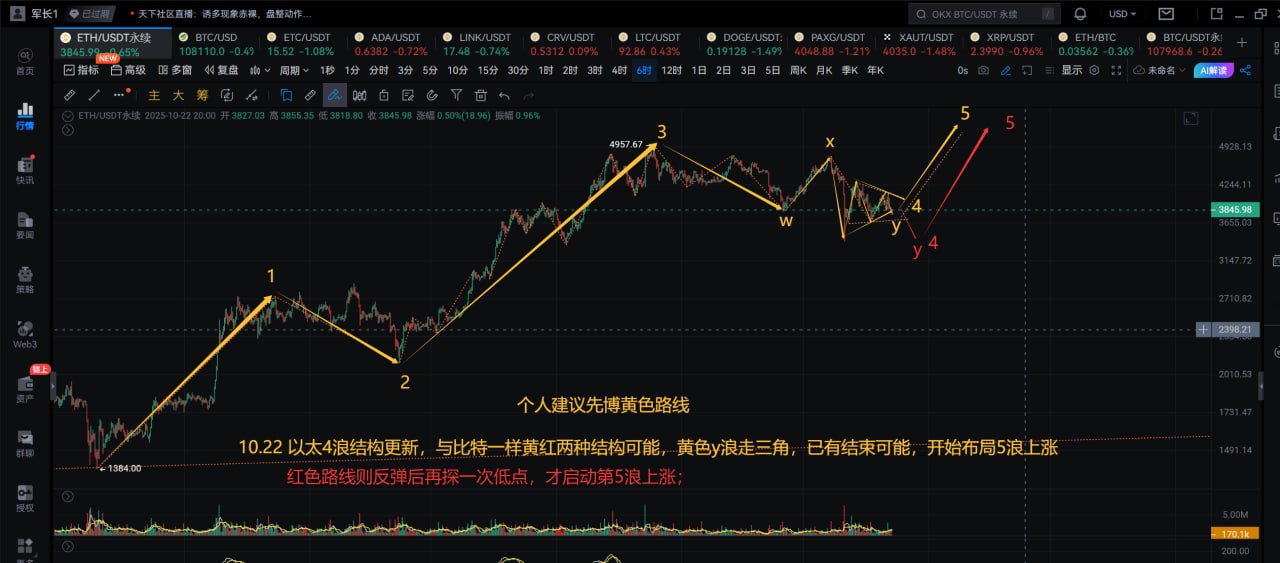 军长1 已过期 • 天下社区直播：诱多现象赤裸，盘整动作…
OKX BTC/USDT 永续 /
USD
ETH/USDT永续
3845.99 -0.65%
BTC/USD
108110.0 -0.49
ETC/USDT
15.52 -1.08%
ADA/USDT
0.6382 -0.72%
LINK/USDT
17.48 -0.74%
CRV/USDT
0.5312 0.09%
LTC/USDT
92.86 0.43%
DOGE/USDT
0.19128 -1.49%
PAXG/USDT
4048.88 -1.21%
XAUT/USDT
4035.0 -1.48%
XRP/USDT
2.3990 -0.96%
ETH/BTC
0.03562 -0.36%
BTC/USDT永续
107968.6 -0.26
NEW
指标 高级 多窗 复盘 周期 1秒 1分 分时 3分 5分 10分 15分 30分 1时 2时 3时 4时 6时 12时 1日 2日 3日 5日 周K 月K 季K 年K 0s 显示 未命名 AI解读
主 大 筹
ETH/USDT永续 2025-10-22 20:00 开 3827.03 高 3855.35 低 3818.80 收 3845.98 涨幅 0.50%(18.96) 振幅 0.96%
首页
行情
快讯
要闻
策略
Web3
链上
资产
群聊
授权
5
5
3
4957.67
x
4928.13
4244.11
3845.98
w
4
y
3655.03
y 4
3147.72
1
2710.82
2398.21
2
2010.53
个人建议先博黄色路线
1731.47
10.22 以太4浪结构更新，与比特一样黄红两种结构可能，黄色y浪走三角，已有结束可能，开始布局5浪上涨
1491.14
1384.00
红色路线则反弹后再探一次低点，才启动第5浪上涨；
5.00M
170.1k
200.00